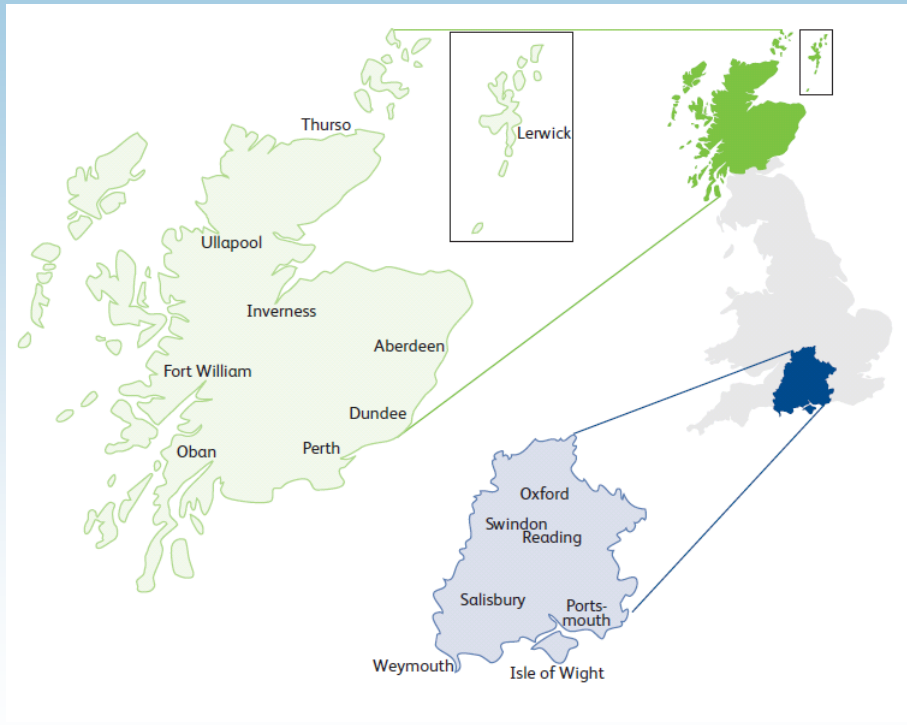 Thurso
Lerwick
Ullapool
Inverness
Aberdeen
Fort William
Dundee
Perth
Oban
Oxford
Swindon
Reading
Salisbury
Ports-
mouth
Weymouth
Isle of Wight